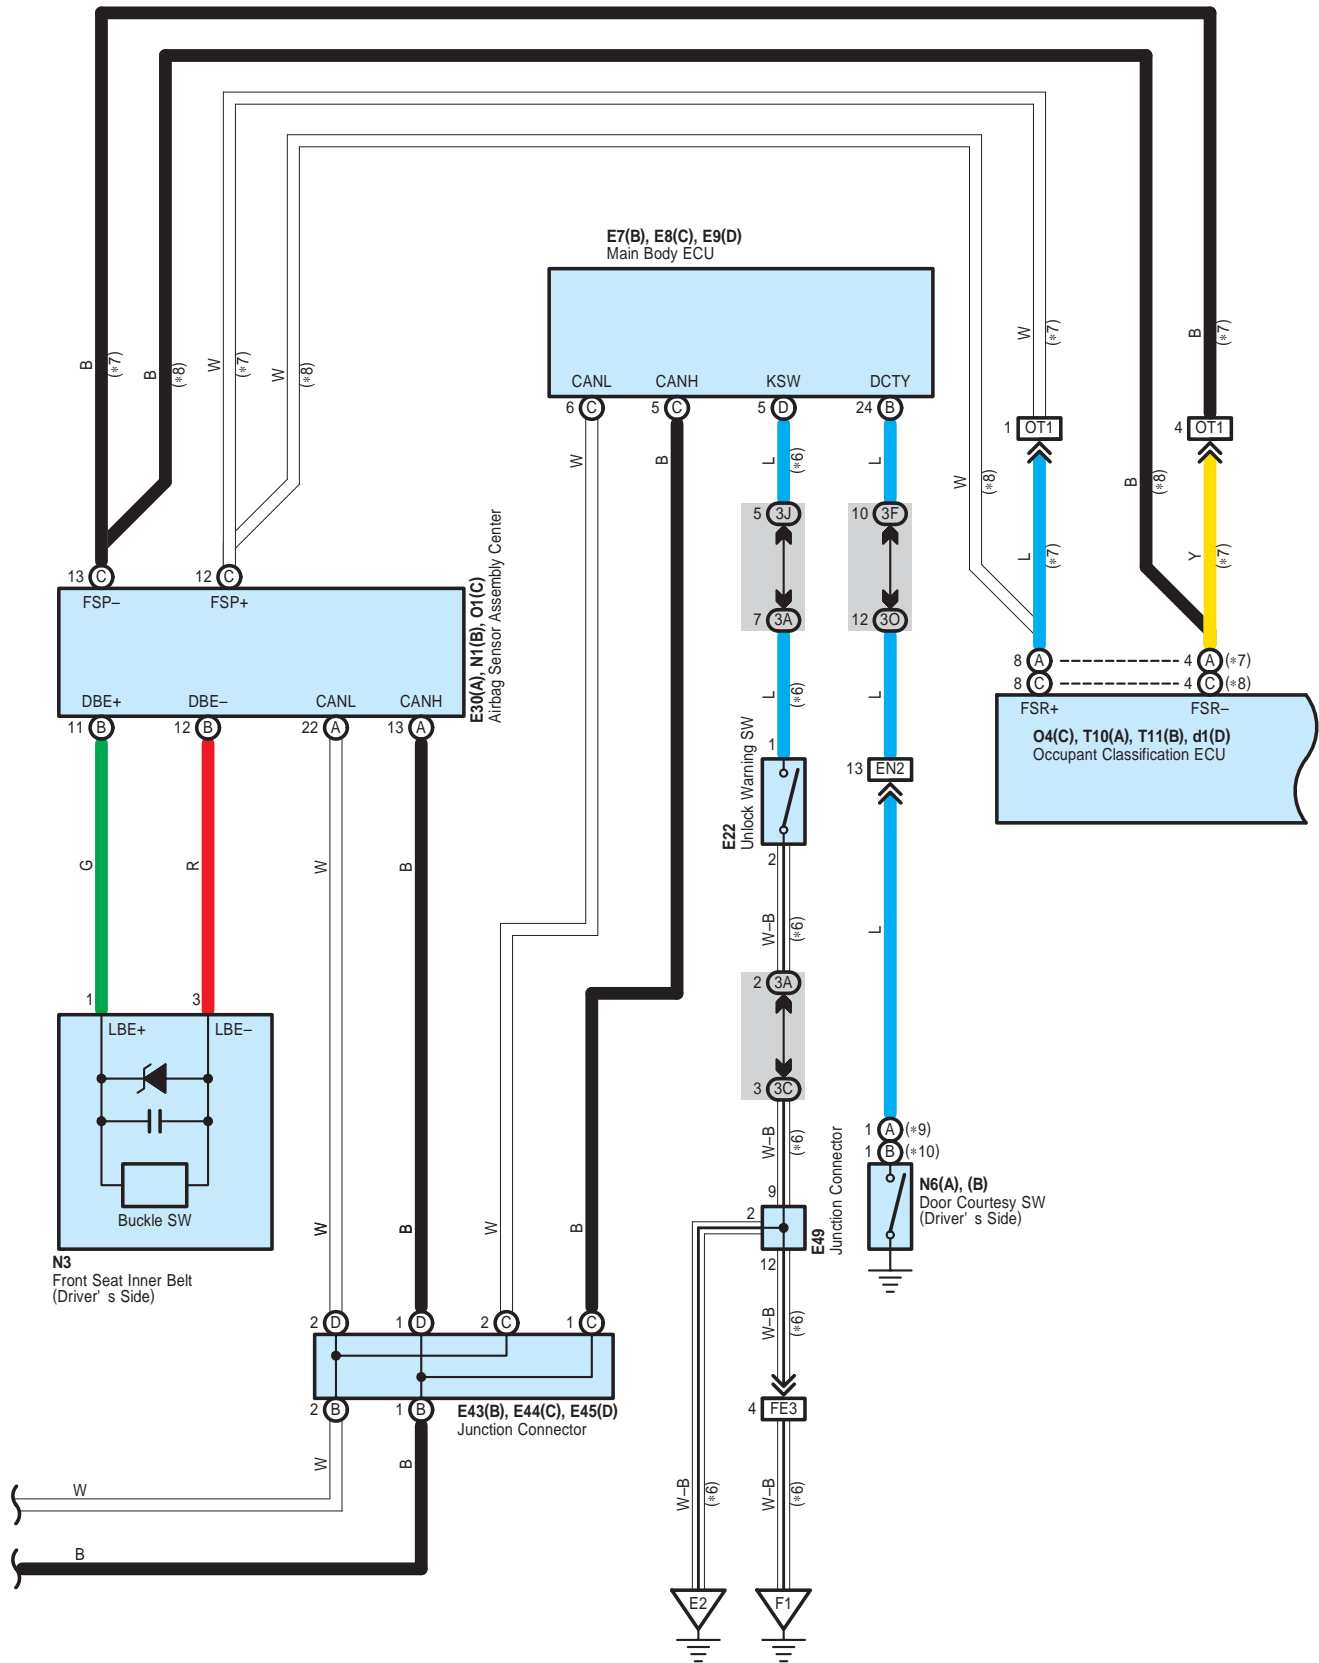 E7(B), E8(C), E9(D)
Main Body ECU
CANL
CANH
KSW
DCTY
6 C
5 C
5 D
24 B
B
(*7)
B
(*8)
W
(*7)
W
(*8)
W
(*7)
B
(*7)
1 OT1
4 OT1
W
B
L
(*6)
L
W
(*8)
B
(*8)
5 3J
10 3F
L
(*7)
Y
(*7)
13 C
12 C
FSP–
FSP+
E30(A), N1(B), O1(C)
Airbag Sensor Assembly Center
7 3A
12 3O
8 A
4 A (*7)
8 C
4 C (*8)
FSR+
FSR–
O4(C), T10(A), T11(B), d1(D)
Occupant Classification ECU
DBE+
DBE–
CANL
CANH
11 B
12 B
22 A
13 A
L
(*6)
L
1
E22
Unlock Warning SW
2
13 EN2
G
R
W
B
W–B
(*6)
L
2 3A
3 3C
1
3
LBE+
LBE–
Buckle SW
N3
Front Seat Inner Belt
(Driver' s Side)
W–B
(*6)
1 A (*9)
1 B (*10)
N6(A), (B)
Door Courtesy SW
(Driver' s Side)
9
2
12
E49
Junction Connector
W
B
W
B
2 D
1 D
2 C
1 C
W–B
(*6)
2 B
1 B
E43(B), E44(C), E45(D)
Junction Connector
4 FE3
W
B
W
B
W–B
(*6)
W–B
(*6)
E2
F1